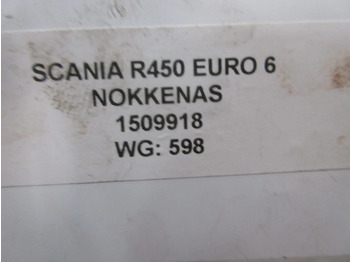 SCANIA R450 EURO 6
NOKKENAS
1509918
WG: 598